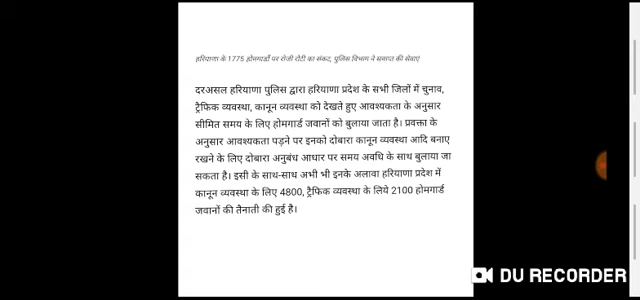 हरियाणा के 1775 होमगार्डों पर रोजी रोटी का संकट, पुलिस विभाग ने समाप्त की सेवाएं
दरअसल हरियाणा पुलिस द्वारा हरियाणा प्रदेश के सभी जिलों में चुनाव,
ट्रैफिक व्यवस्था, कानून व्यवस्था को देखते हुए आवश्यकता के अनुसार
सीमित समय के लिए होमगार्ड जवानों को बुलाया जाता है। प्रवक्ता के
अनुसार आवश्यकता पड़ने पर इनको दोबारा कानून व्यवस्था आदि बनाए
रखने के लिए दोबारा अनुबंध आधार पर समय अवधि के साथ बुलाया जा
सकता है। इसी के साथ-साथ अभी भी इनके अलावा हरियाणा प्रदेश में
कानून व्यवस्था के लिए 4800, ट्रैफिक व्यवस्था के लिये 2100 होमगार्ड
जवानों की तैनाती की हुई है।
DU RECORDER